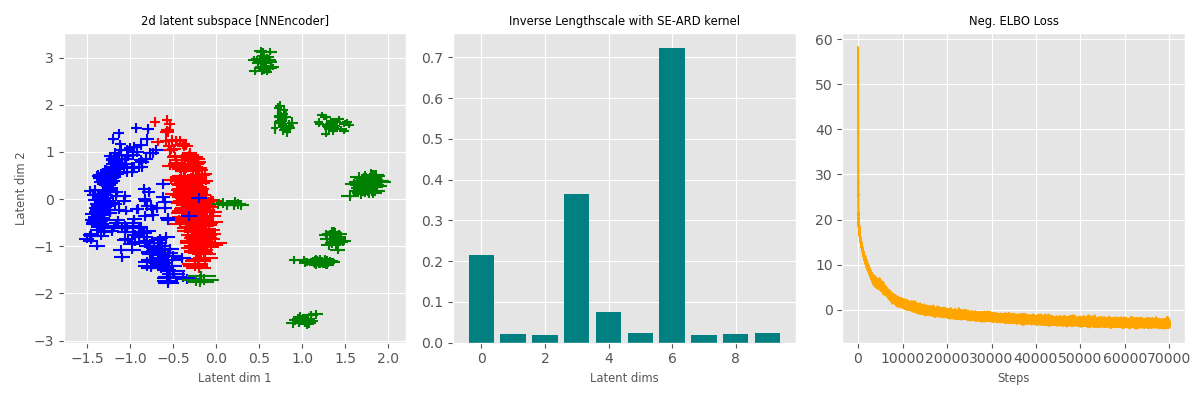 2d latent subspace [NNEncoder]
3
2
1
0
−1
−2
−3
Latent dim 2
−1.5 −1.0 −0.5 0.0 0.5 1.0 1.5 2.0
Latent dim 1
Inverse Lengthscale with SE-ARD kernel
0.7
0.6
0.5
0.4
0.3
0.2
0.1
0.0
0 2 4 6 8
Latent dims
Neg. ELBO Loss
60
50
40
30
20
10
0
0 10000 20000 30000 40000 50000 60000 70000
Steps